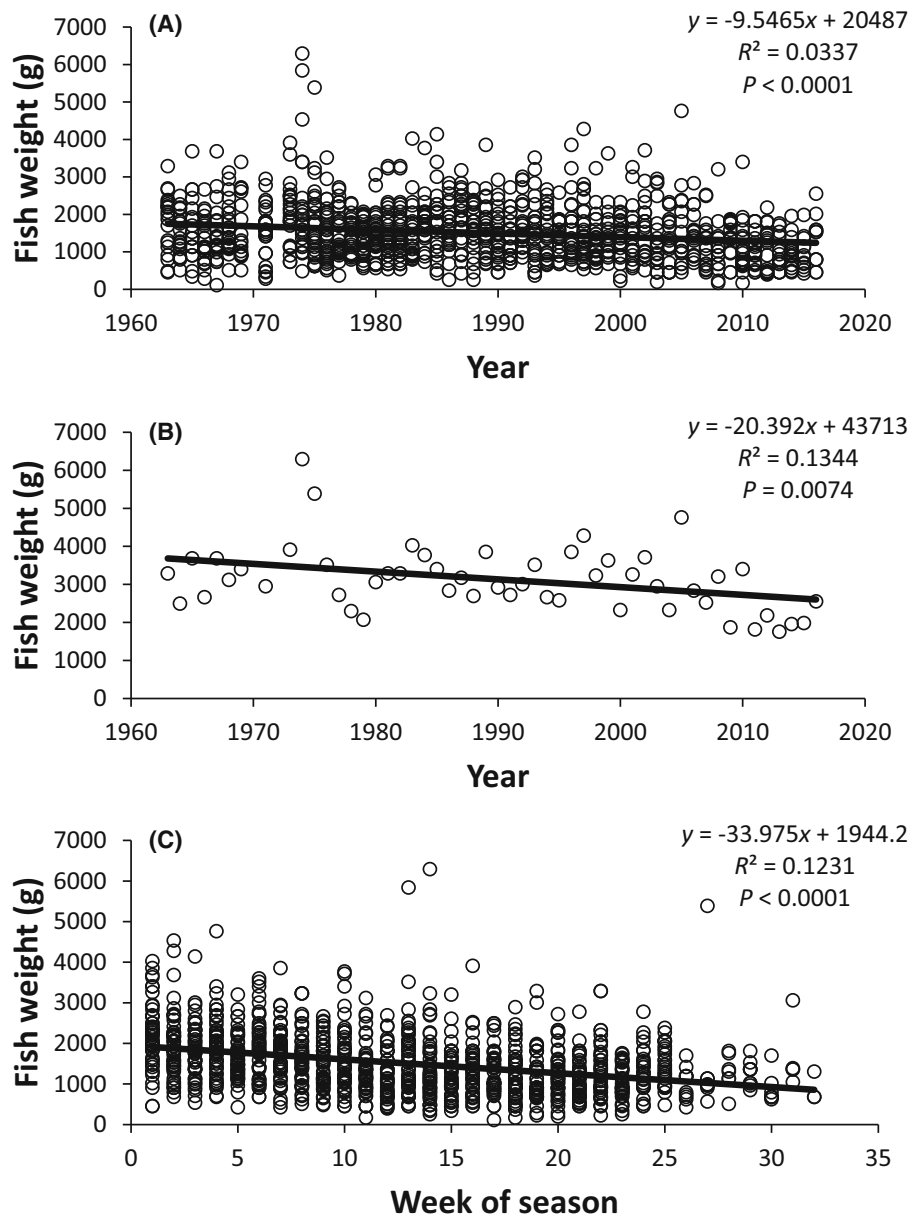 (A)
y = -9.5465x + 20487
R² = 0.0337
P < 0.0001
Fish weight (g)
7000
6000
5000
4000
3000
2000
1000
0
1960 1970 1980 1990 2000 2010 2020
Year
(B)
y = -20.392x + 43713
R² = 0.1344
P = 0.0074
Fish weight (g)
7000
6000
5000
4000
3000
2000
1000
0
1960 1970 1980 1990 2000 2010 2020
Year
(C)
y = -33.975x + 1944.2
R² = 0.1231
P < 0.0001
Fish weight (g)
7000
6000
5000
4000
3000
2000
1000
0
0 5 10 15 20 25 30 35
Week of season